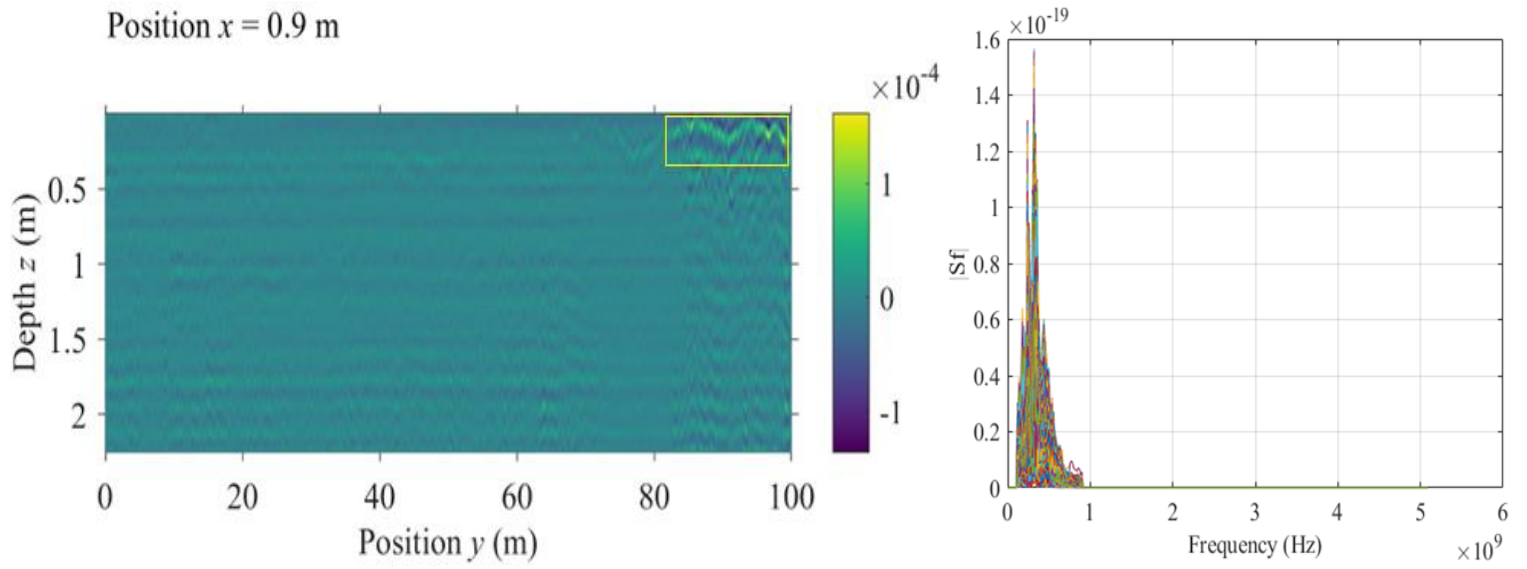 Position x = 0.9 m
×10-4
0.5
1
1.5
2
Depth z (m)
0 20 40 60 80 100
Position y (m)
1
0
-1
×10-19
1.6
1.4
1.2
1
0.8
0.6
0.4
0.2
0
|Sf|
0 1 2 3 4 5 6
Frequency (Hz)
×109